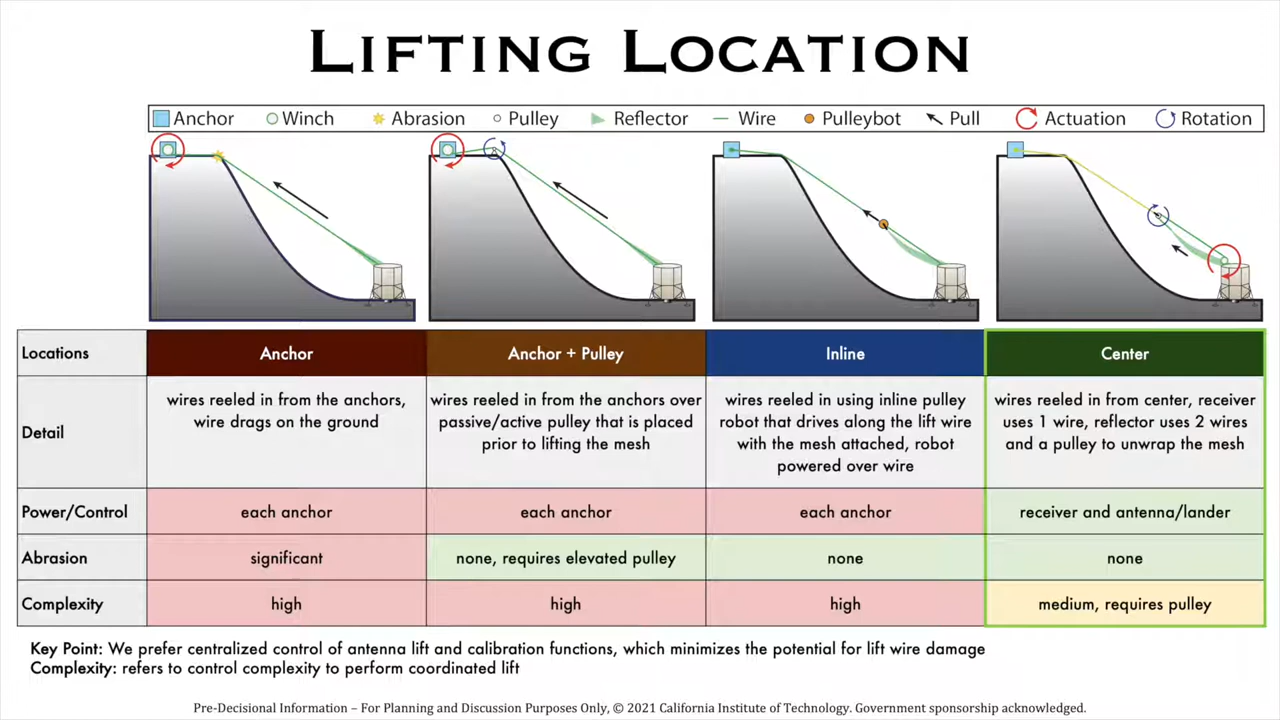 LIFTING LOCATION
Anchor Winch Abrasion Pulley Reflector Wire Pulleybot Pull Actuation Rotation
Locations Anchor Anchor + Pulley Inline Center
Detail
wires reeled in from the anchors,
wire drags on the ground
wires reeled in from the anchors over
passive/active pulley that is placed
prior to lifting the mesh
wires reeled in using inline pulley
robot that drives along the lift wire
with the mesh attached, robot
powered over wire
wires reeled in from center, receiver
uses 1 wire, reflector uses 2 wires
and a pulley to unwrap the mesh
Power/Control each anchor each anchor each anchor receiver and antenna/lander
Abrasion significant none, requires elevated pulley none none
Complexity high high high medium, requires pulley
Key Point: We prefer centralized control of antenna lift and calibration functions, which minimizes the potential for lift wire damage
Complexity: refers to control complexity to perform coordinated lift
Pre-Decisional Information – For Planning and Discussion Purposes Only, © 2021 California Institute of Technology. Government sponsorship acknowledged.